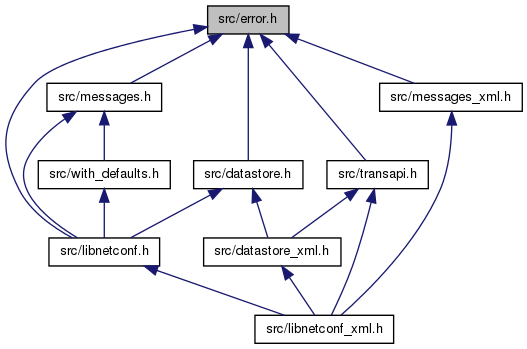 src/error.h
src/messages.h
src/messages_xml.h
src/with_defaults.h
src/datastore.h
src/transapi.h
src/libnetconf.h
src/datastore_xml.h
src/libnetconf_xml.h